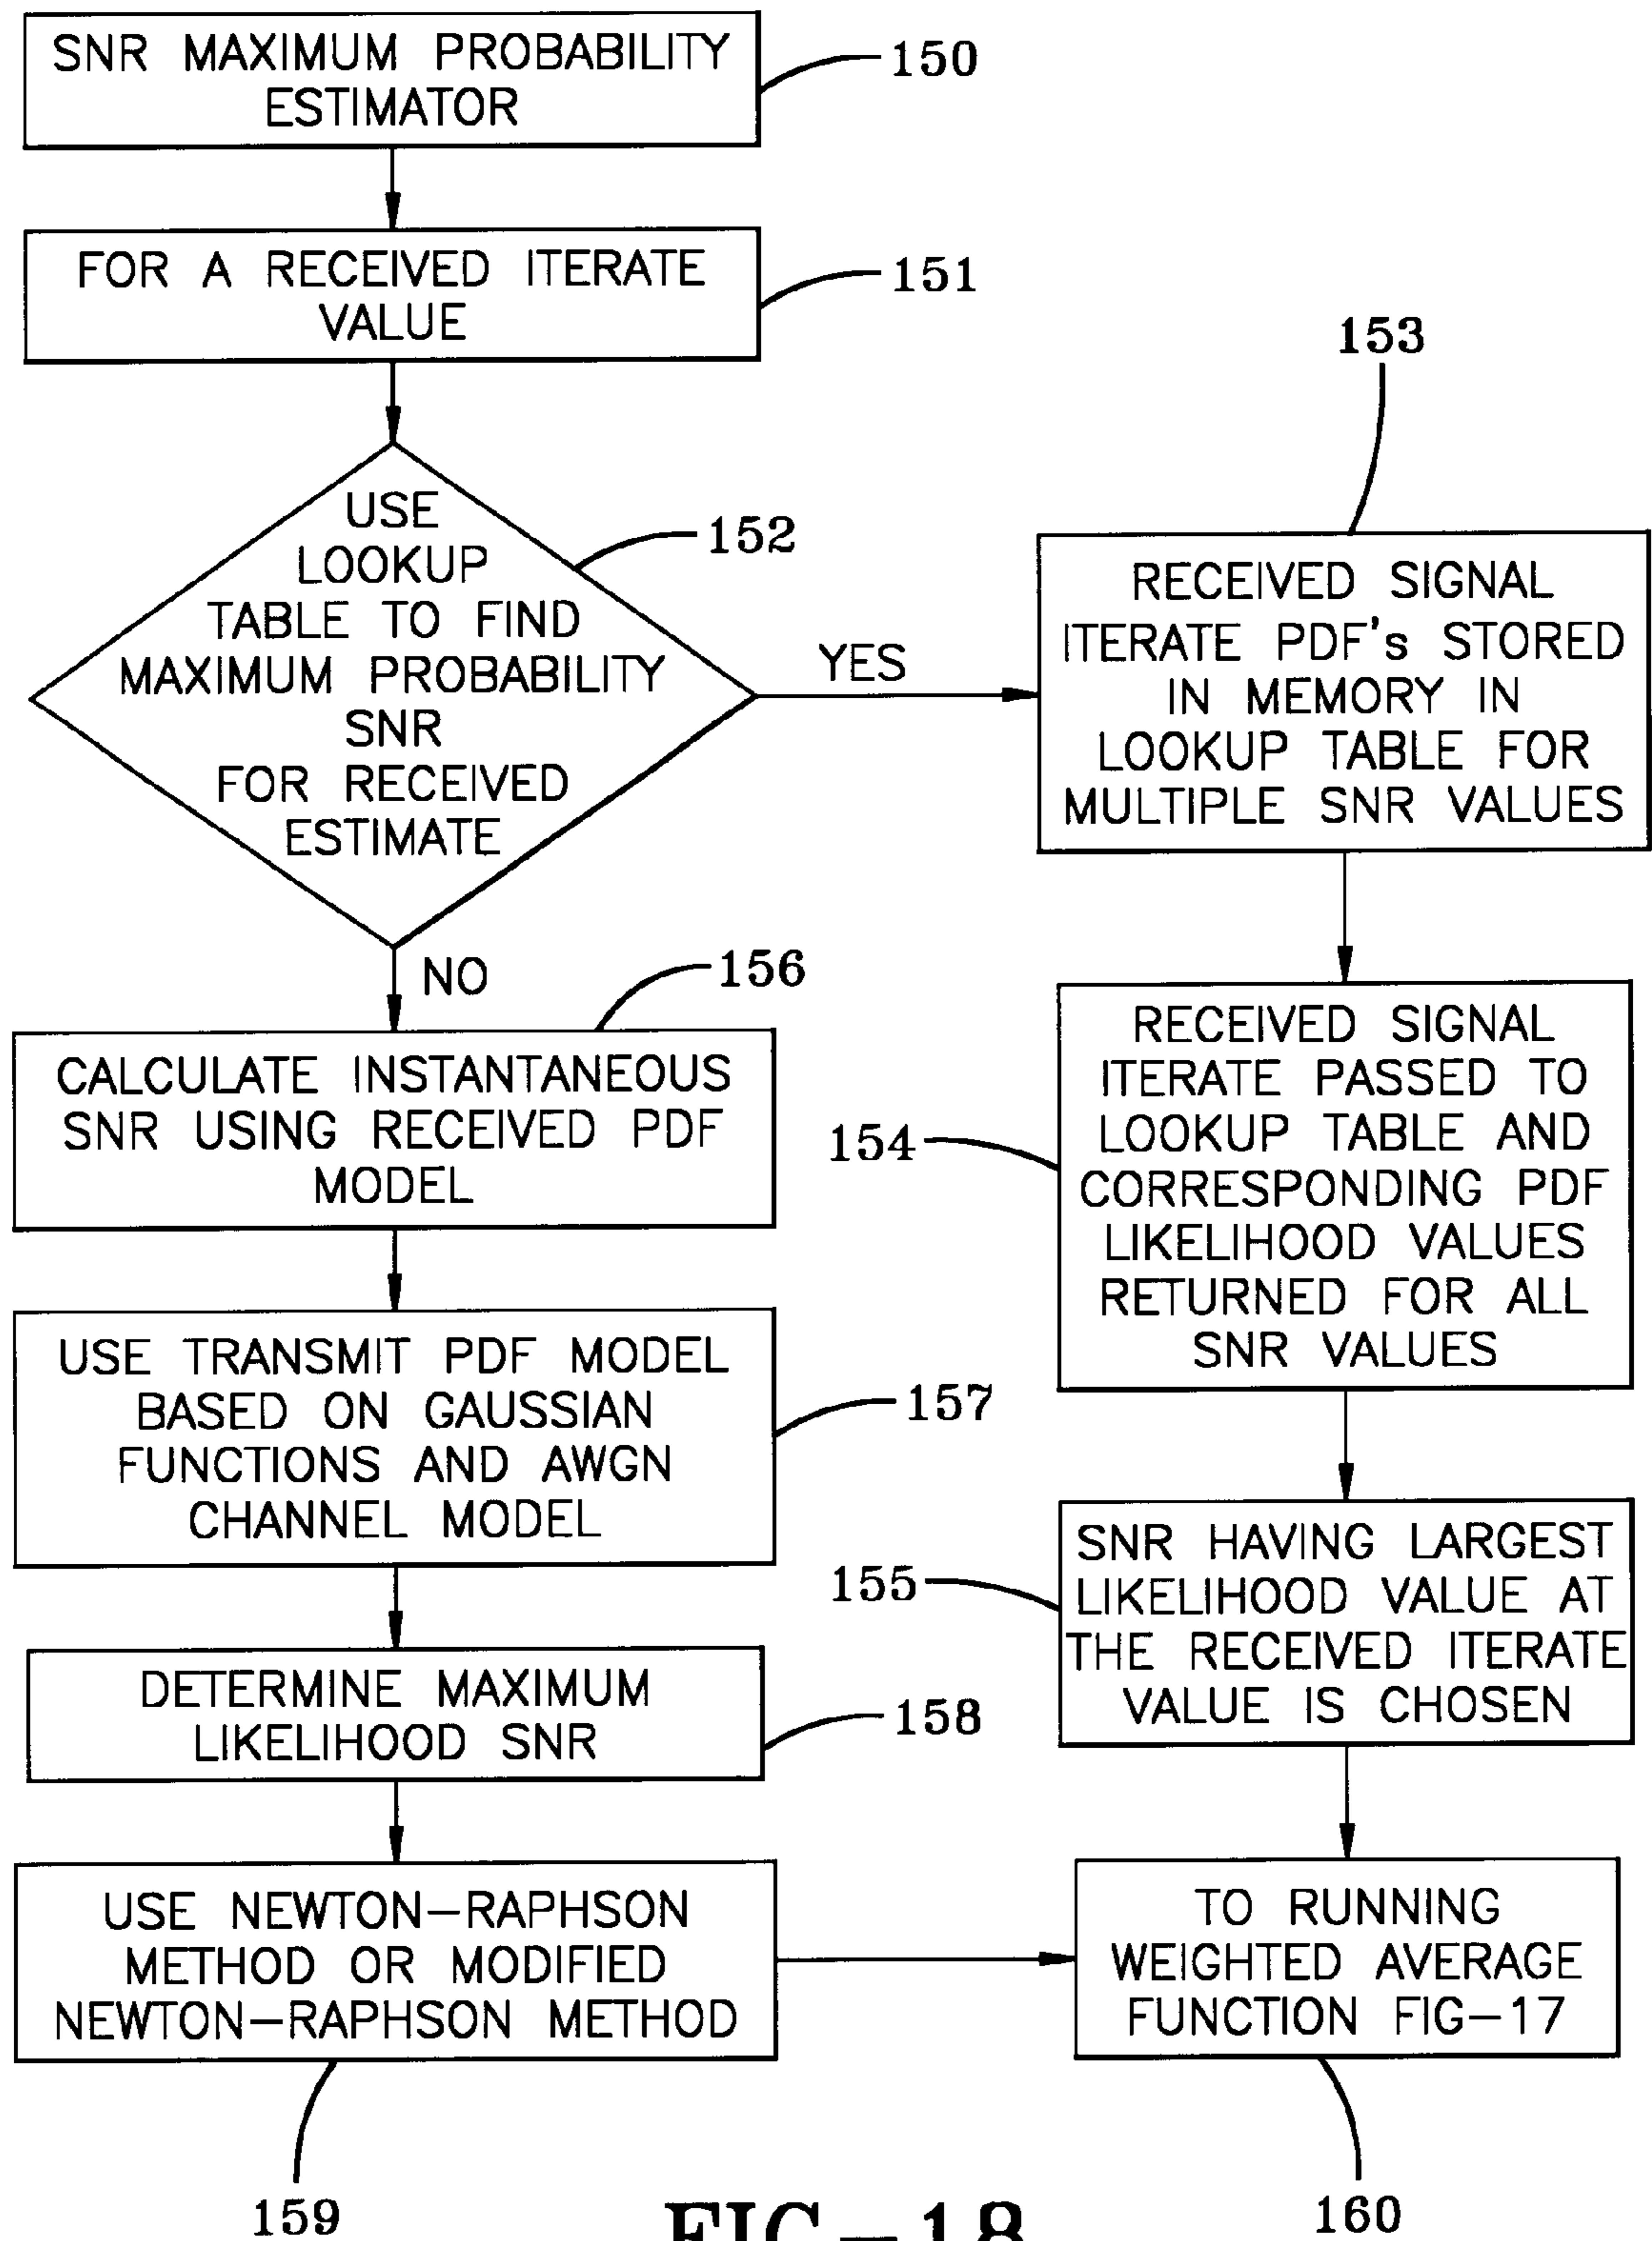 SNR MAXIMUM PROBABILITY
ESTIMATOR
150
FOR A RECEIVED ITERATE
VALUE
151
USE
LOOKUP
TABLE TO FIND
MAXIMUM PROBABILITY
SNR
FOR RECEIVED
ESTIMATE
152
YES
153
RECEIVED SIGNAL
ITERATE PDF's STORED
IN MEMORY IN
LOOKUP TABLE FOR
MULTIPLE SNR VALUES
RECEIVED SIGNAL
ITERATE PASSED TO
LOOKUP TABLE AND
CORRESPONDING PDF
LIKELIHOOD VALUES
RETURNED FOR ALL
SNR VALUES
154
SNR HAVING LARGEST
LIKELIHOOD VALUE AT
THE RECEIVED ITERATE
VALUE IS CHOSEN
155
NO
156
CALCULATE INSTANTANEOUS
SNR USING RECEIVED PDF
MODEL
USE TRANSMIT PDF MODEL
BASED ON GAUSSIAN
FUNCTIONS AND AWGN
CHANNEL MODEL
157
DETERMINE MAXIMUM
LIKELIHOOD SNR
158
USE NEWTON-RAPHSON
METHOD OR MODIFIED
NEWTON-RAPHSON METHOD
159
TO RUNNING
WEIGHTED AVERAGE
FUNCTION FIG-17
160
FIG-18